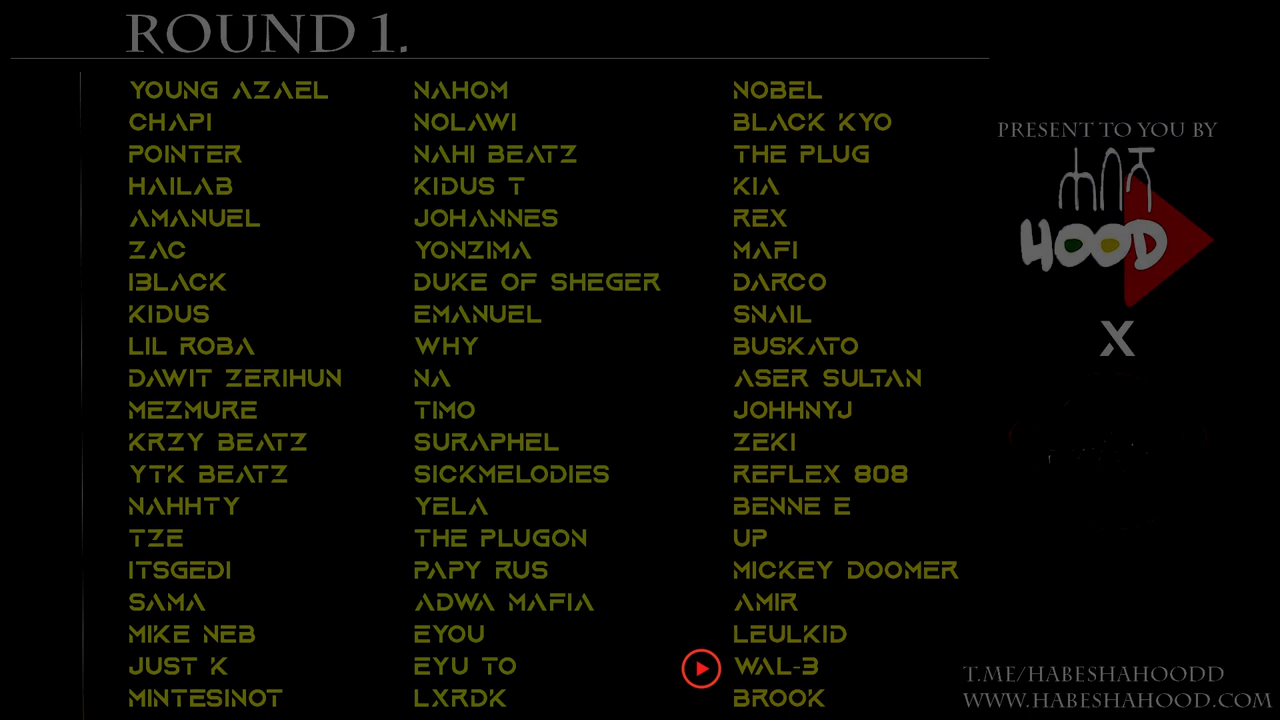 ROUND 1.
YOUNG AZAEL
CHAPI
POINTER
HAILAB
AMANUEL
ZAC
IBLACK
KIDUS
LIL ROBA
DAWIT ZERIHUN
MEZMURE
KRZY BEATZ
YTK BEATZ
NAHHTY
TZE
ITSGEDI
SAMA
MIKE NEB
JUST K
MINTESINOT
NAHOM
NOLAWI
NAHI BEATZ
KIDUS T
JOHANNES
YONZIMA
DUKE OF SHEGER
EMANUEL
WHY
NA
TIMO
SURAPHEL
SICKMELODIES
YELA
THE PLUGON
PAPY RUS
ADWA MAFIA
EYOU
EYU TO
LXRDK
NOBEL
BLACK KYO
THE PLUG
KIA
REX
MAFI
DARCO
SNAIL
BUSKATO
ASER SULTAN
JOHHNYJ
ZEKI
REFLEX 808
BENNE E
UP
MICKEY DOOMER
AMIR
LEULKID
WAL-3
BROOK
PRESENT TO YOU BY
ሐበሻ
HOOD
X
T.ME/HABESHAHOODD
WWW.HABESHAHOOD.COM